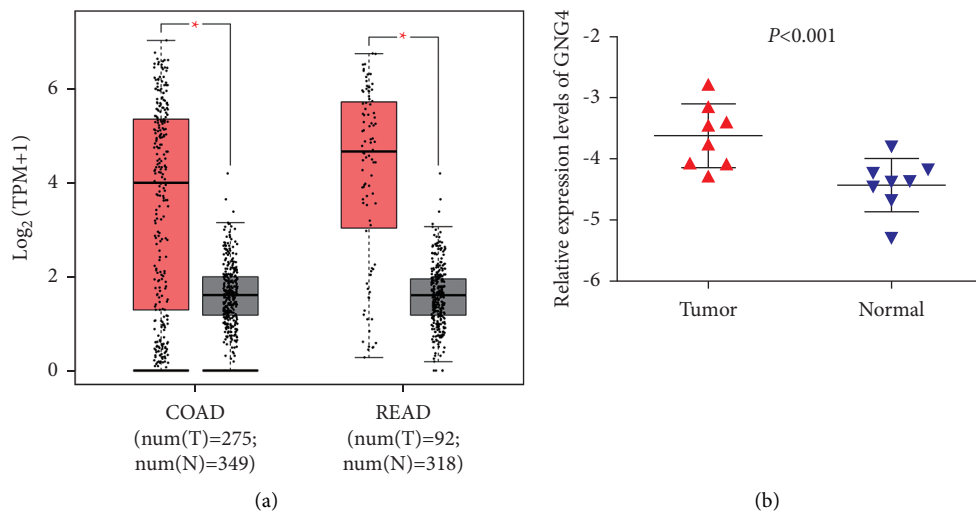 Log2 (TPM+1)
6
4
2
0
*
*
COAD
(num(T)=275;
num(N)=349)
READ
(num(T)=92;
num(N)=318)
(a)
Relative expression levels of GNG4
-2
-3
-4
-5
-6
P<0.001
Tumor
Normal
(b)